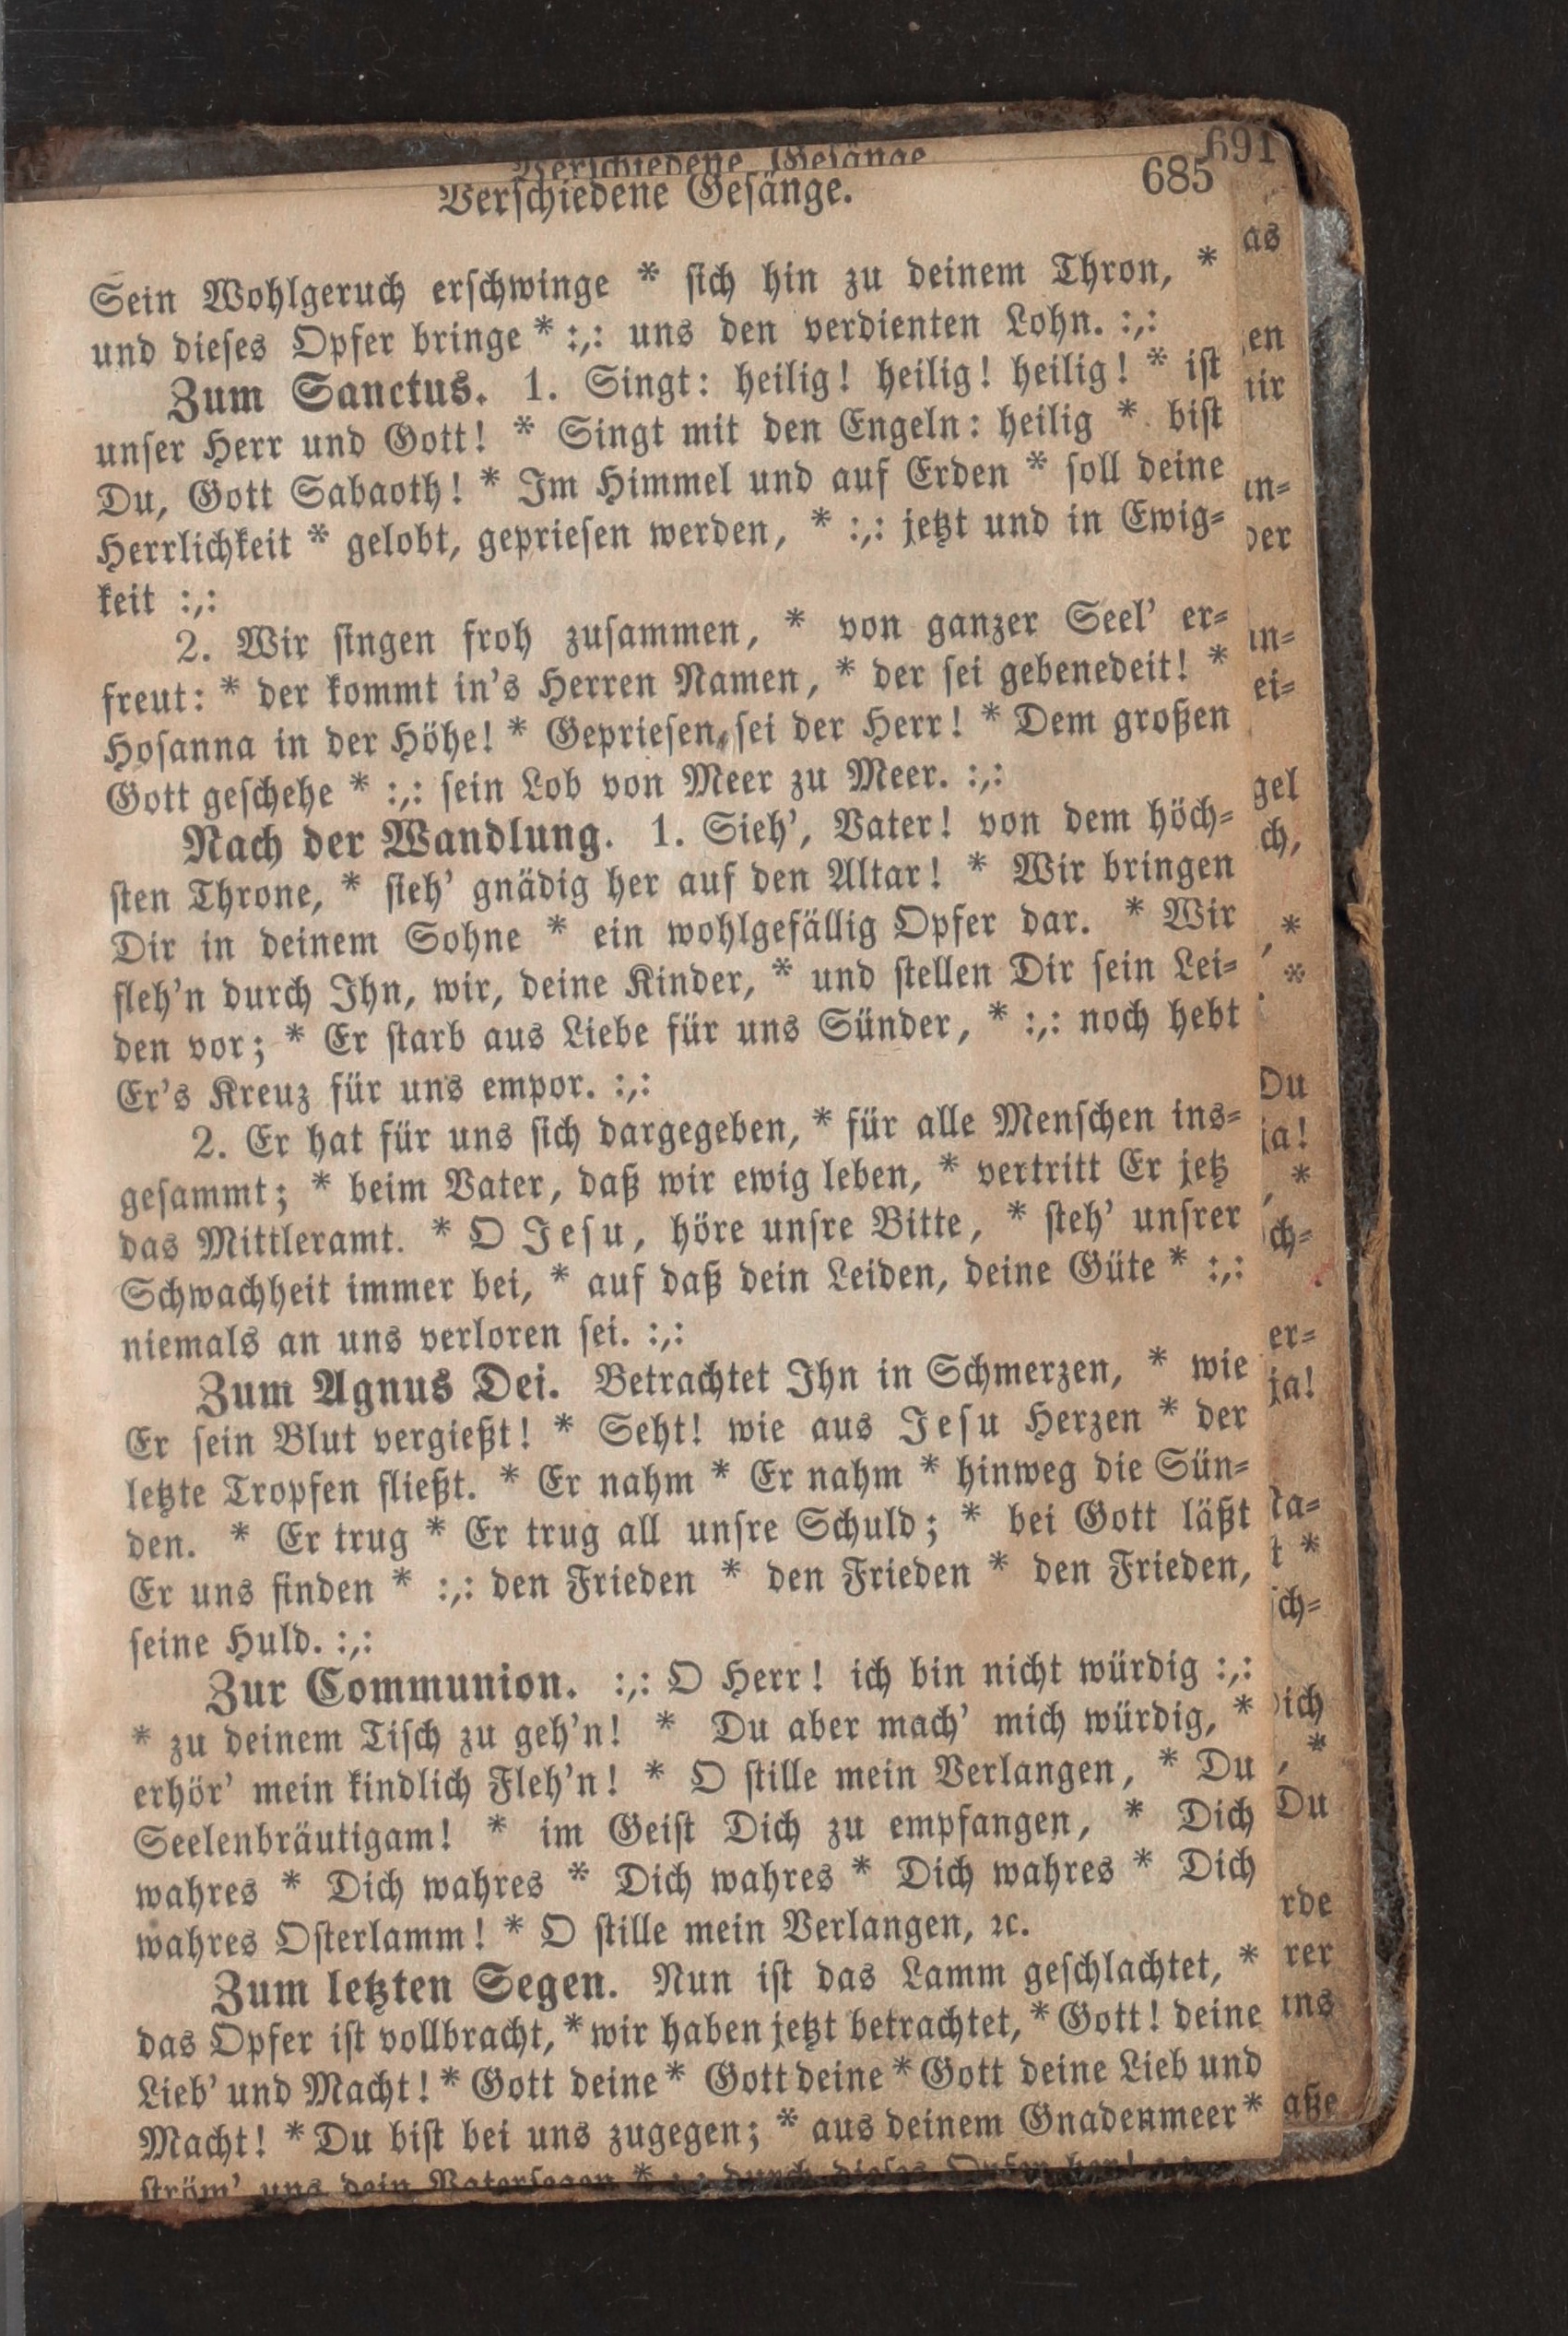 Verschiedene Gesänge
691
Verschiedene Gesänge.
685
Sein Wohlgeruch erschwinge * sich hin zu deinem Thron, *
und dieses Opfer bringe * :,: uns den verdienten Lohn. :,:
Zum Sanctus. 1. Singt: heilig! heilig! heilig! * ist
unser Herr und Gott! * Singt mit den Engeln: heilig * bist
Du, Gott Sabaoth! * Im Himmel und auf Erden * soll deine
Herrlichkeit * gelobt, gepriesen werden, * :,: jetzt und in Ewig-
keit :,:
2. Wir singen froh zusammen, * von ganzer Seel' er-
freut: * der kommt in's Herren Namen, * der sei gebenedeit! *
Hosanna in der Höhe! * Gepriesen sei der Herr! * Dem großen
Gott geschehe * :,: sein Lob von Meer zu Meer. :,:
Nach der Wandlung. 1. Sieh', Vater! von dem höch-
sten Throne, * sieh' gnädig her auf den Altar! * Wir bringen
Dir in deinem Sohne * ein wohlgefällig Opfer dar. * Wir
fleh'n durch Ihn, wir, deine Kinder, * und stellen Dir sein Lei-
den vor; * Er starb aus Liebe für uns Sünder, * :,: noch hebt
Er's Kreuz für uns empor. :,:
2. Er hat für uns sich dargegeben, * für alle Menschen ins-
gesammt; * beim Vater, daß wir ewig leben, * vertritt Er jetz
das Mittleramt. * O Jesu, höre unsre Bitte, * steh' unsrer
Schwachheit immer bei, * auf daß dein Leiden, deine Güte * :,:
niemals an uns verloren sei. :,:
Zum Agnus Dei. Betrachtet Ihn in Schmerzen, * wie
Er sein Blut vergießt! * Seht! wie aus Jesu Herzen * der
letzte Tropfen fließt. * Er nahm * Er nahm * hinweg die Sün-
den. * Er trug * Er trug all unsre Schuld; * bei Gott läßt
Er uns finden * :,: den Frieden * den Frieden * den Frieden,
seine Huld. :,:
Zur Communion. :,: O Herr! ich bin nicht würdig :,:
* zu deinem Tisch zu geh'n! * Du aber mach' mich würdig, *
erhör' mein kindlich Fleh'n! * O stille mein Verlangen, * Du
Seelenbräutigam! * im Geist Dich zu empfangen, * Dich
wahres * Dich wahres * Dich wahres * Dich wahres * Dich
wahres Osterlamm! * O stille mein Verlangen, ꝛc.
Zum letzten Segen. Nun ist das Lamm geschlachtet, *
das Opfer ist vollbracht, * wir haben jetzt betrachtet, * Gott! deine
Lieb' und Macht! * Gott deine * Gott deine * Gott deine Lieb und
Macht! * Du bist bei uns zugegen; * aus deinem Gnadenmeer *
ström' uns dein Vatersegen * :,: durch dieses Opfer her! :,: